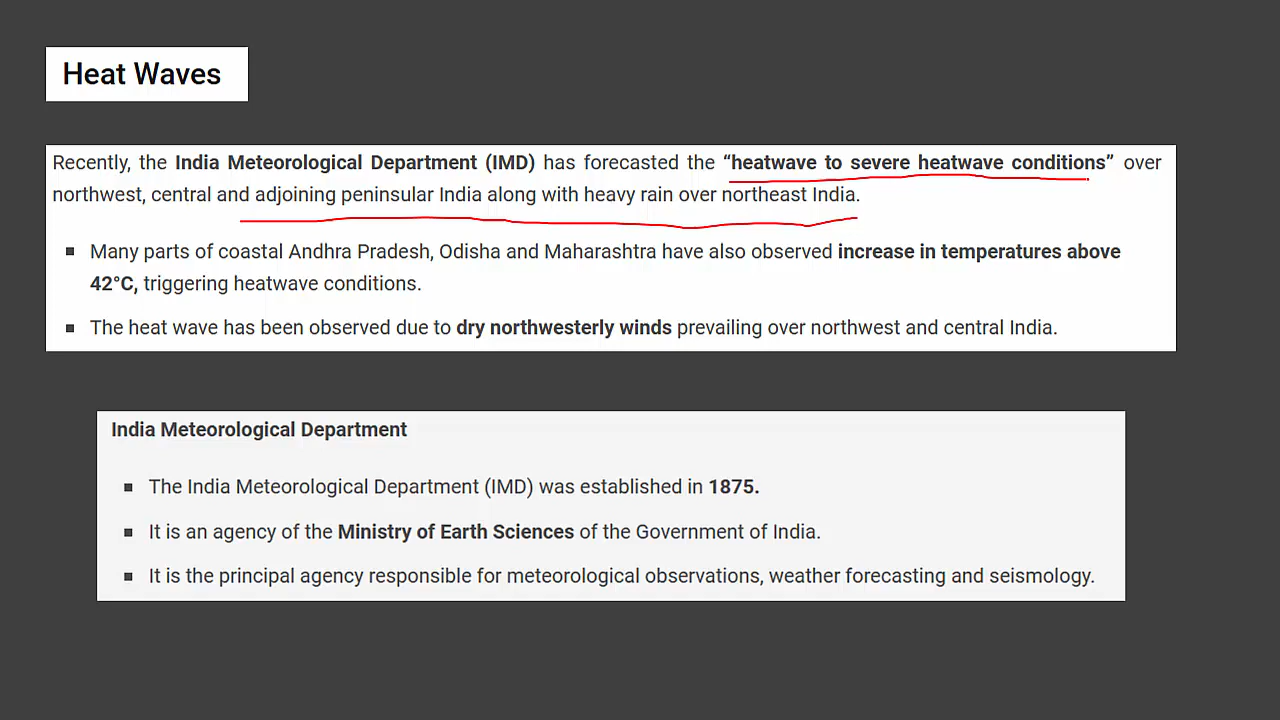 Heat Waves
Recently, the India Meteorological Department (IMD) has forecasted the “heatwave to severe heatwave conditions” over
northwest, central and adjoining peninsular India along with heavy rain over northeast India.
▪ Many parts of coastal Andhra Pradesh, Odisha and Maharashtra have also observed increase in temperatures above
42°C, triggering heatwave conditions.
▪ The heat wave has been observed due to dry northwesterly winds prevailing over northwest and central India.
India Meteorological Department
▪ The India Meteorological Department (IMD) was established in 1875.
▪ It is an agency of the Ministry of Earth Sciences of the Government of India.
▪ It is the principal agency responsible for meteorological observations, weather forecasting and seismology.